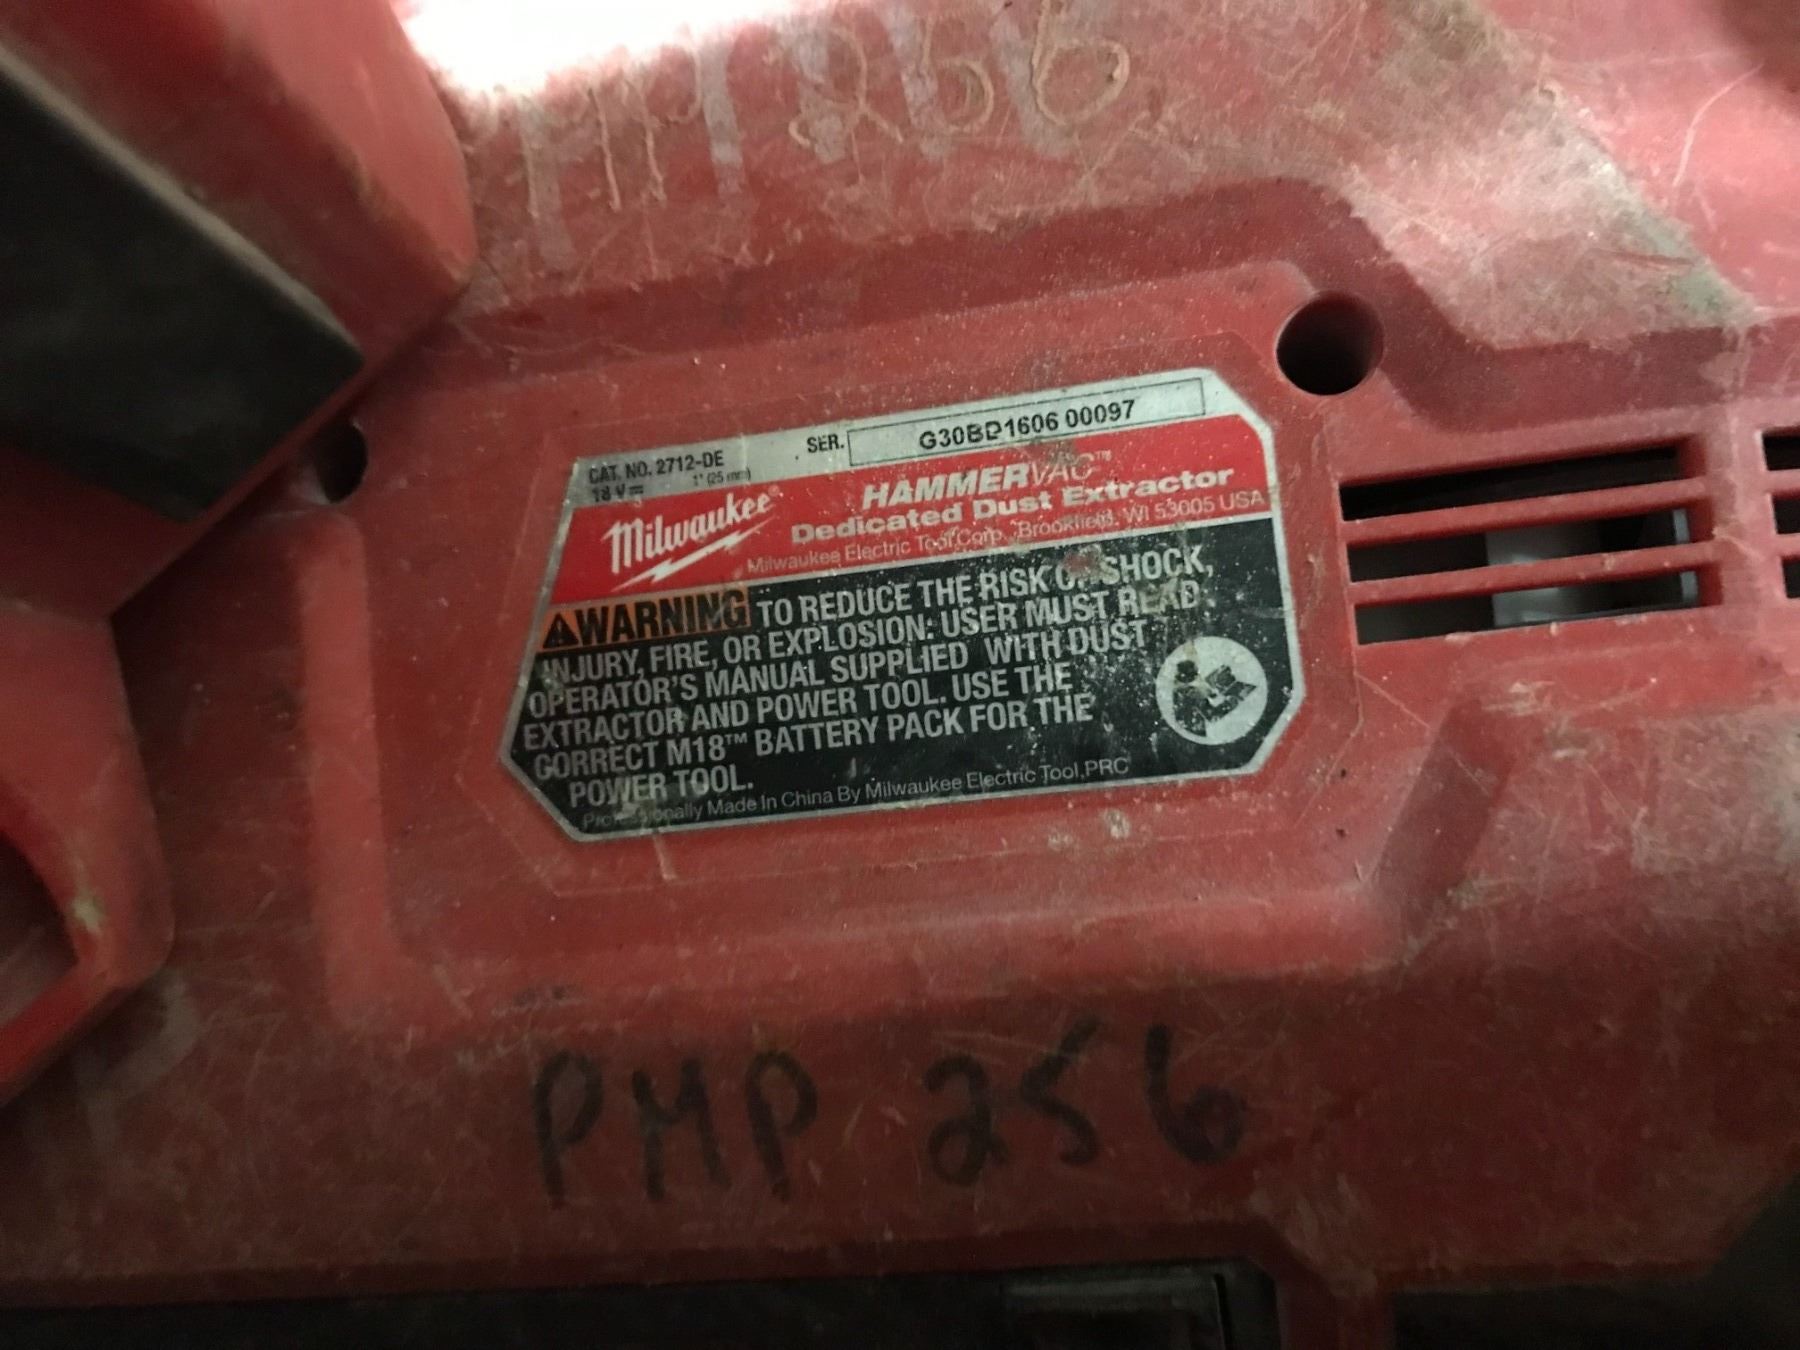 PMP 256
CAT. NO. 2712-DE SER. G30BD1606 00097
18 V⎓ 1" (25 mm)
Milwaukee®
HAMMERVAC™
Dedicated Dust Extractor
Milwaukee Electric Tool Corp. Brookfield, WI 53005 USA
⚠WARNING TO REDUCE THE RISK OF SHOCK,
INJURY, FIRE, OR EXPLOSION: USER MUST READ
OPERATOR'S MANUAL SUPPLIED WITH DUST
EXTRACTOR AND POWER TOOL. USE THE
CORRECT M18™ BATTERY PACK FOR THE
POWER TOOL.
Professionally Made In China By Milwaukee Electric Tool,PRC
PMP 256